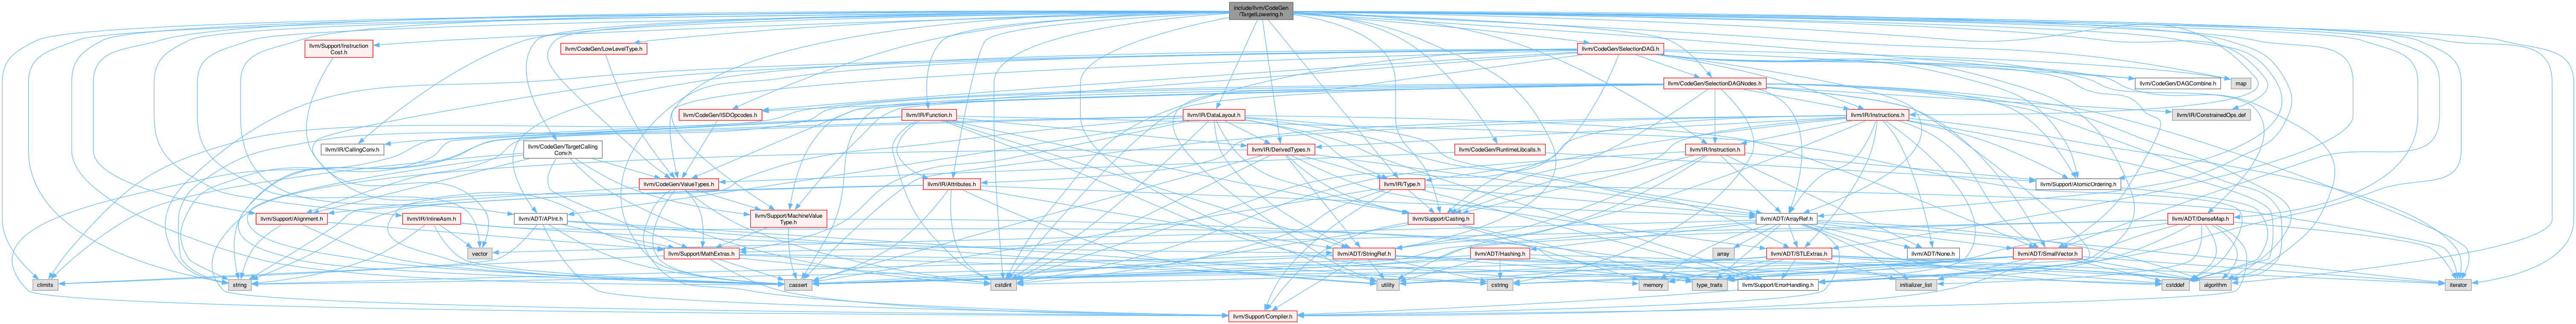 include/llvm/CodeGen
/TargetLowering.h
llvm/Support/Instruction
Cost.h
llvm/CodeGen/LowLevelType.h
llvm/CodeGen/SelectionDAG.h
llvm/CodeGen/SelectionDAGNodes.h
llvm/CodeGen/DAGCombine.h
map
llvm/CodeGen/ISDOpcodes.h
llvm/IR/Function.h
llvm/IR/DataLayout.h
llvm/IR/Instructions.h
llvm/IR/ConstrainedOps.def
llvm/IR/CallingConv.h
llvm/CodeGen/TargetCalling
Conv.h
llvm/IR/DerivedTypes.h
llvm/CodeGen/RuntimeLibcalls.h
llvm/IR/Instruction.h
llvm/CodeGen/ValueTypes.h
llvm/IR/Attributes.h
llvm/IR/Type.h
llvm/Support/AtomicOrdering.h
llvm/Support/Alignment.h
llvm/IR/InlineAsm.h
llvm/ADT/APInt.h
llvm/Support/MachineValue
Type.h
llvm/Support/Casting.h
llvm/ADT/ArrayRef.h
llvm/ADT/DenseMap.h
vector
llvm/Support/MathExtras.h
llvm/ADT/StringRef.h
llvm/ADT/Hashing.h
array
llvm/ADT/STLExtras.h
llvm/ADT/None.h
llvm/ADT/SmallVector.h
climits
string
cassert
cstdint
utility
cstring
type_traits
memory
llvm/Support/ErrorHandling.h
initializer_list
cstddef
algorithm
iterator
llvm/Support/Compiler.h